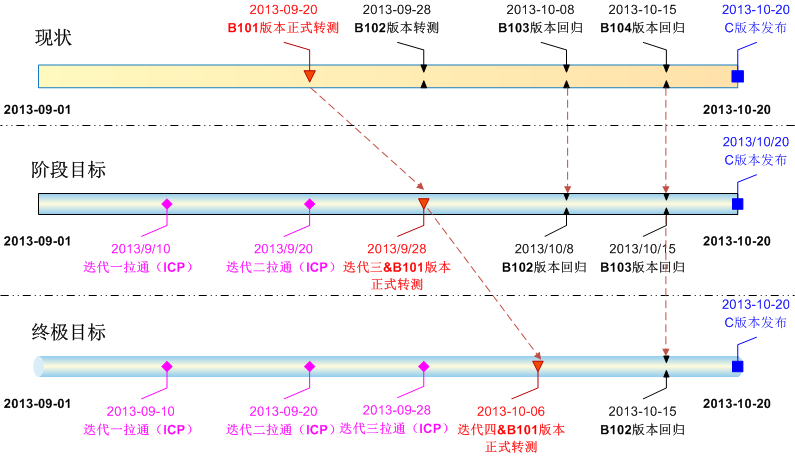 现状
2013-09-20
B101版本正式转测
2013-09-28
B102版本转测
2013-10-08
B103版本回归
2013-10-15
B104版本回归
2013-10-20
C版本发布
2013-09-01
2013-10-20
阶段目标
2013/10/20
C版本发布
2013-09-01
2013/9/10
迭代一拉通（ICP）
2013/9/20
迭代二拉通（ICP）
2013/9/28
迭代三&B101版本
正式转测
2013/10/8
B102版本回归
2013/10/15
B103版本回归
2013-10-20
终极目标
2013-10-20
C版本发布
2013-09-01
2013-09-10
迭代一拉通（ICP）
2013-09-20
迭代二拉通（ICP）
2013-09-28
迭代三拉通（ICP）
2013-10-06
迭代四&B101版本
正式转测
2013-10-15
B102版本回归
2013-10-20